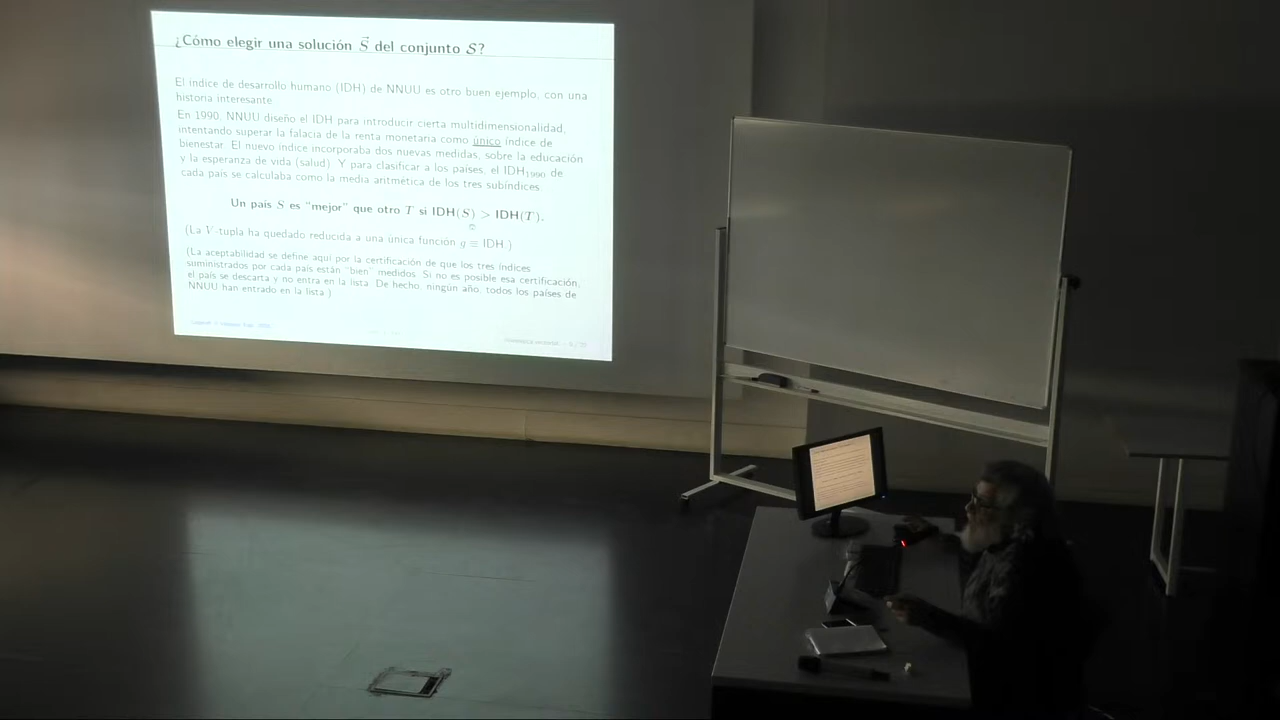 ¿Cómo elegir una solución S⃗ del conjunto 𝒮?
El índice de desarrollo humano (IDH) de NNUU es otro buen ejemplo, con una
historia interesante
En 1990, NNUU diseño el IDH para introducir cierta multidimensionalidad,
intentando superar la falacia de la renta monetaria como único índice de
bienestar. El nuevo índice incorporaba dos nuevas medidas, sobre la educación
y la esperanza de vida (salud). Y para clasificar a los países, el IDH1990 de
cada país se calculaba como la media aritmética de los tres subíndices
Un país S es "mejor" que otro T si IDH(S) > IDH(T).
(La V-tupla ha quedado reducida a una única función g ≡ IDH.)
(La aceptabilidad se define aquí por la certificación de que los tres índices
suministrados por cada país están "bien" medidos. Si no es posible esa certificación,
el país se descarta y no entra en la lista. De hecho, ningún año, todos los países de
NNUU han entrado en la lista.)